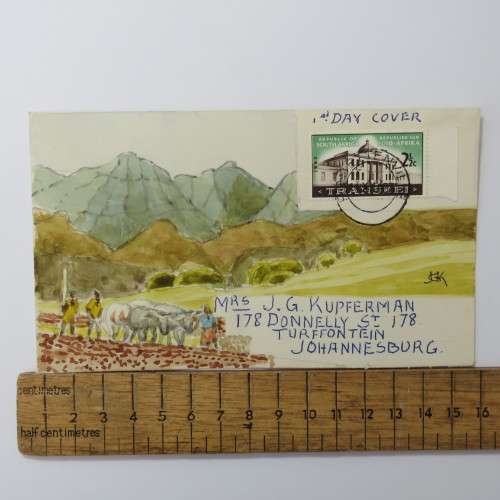 1st DAY COVER
REPUBLIC OF REPUBLIEK VAN
SOUTH AFRICA SUID-AFRIKA
2½c
TRANSKEI
JGK
MRS J. G. KUPFERMAN
178 DONNELLY ST 178.
TURFFONTEIN
JOHANNESBURG.
centimetres
1 2 3 4 5 6 7 8 9 10 11 12 13 14 15 16
half centimetres